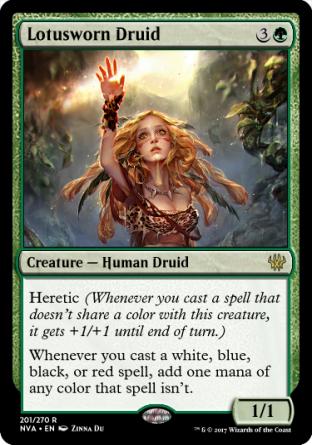 Lotusworn Druid 3
Creature — Human Druid
Heretic (Whenever you cast a spell that
doesn't share a color with this creature,
it gets +1/+1 until end of turn.)
Whenever you cast a white, blue,
black, or red spell, add one mana of
any color that spell isn't.
1/1
201/270 R
NVA • EN Zinna Du
™ & © 2017 Wizards of the Coast